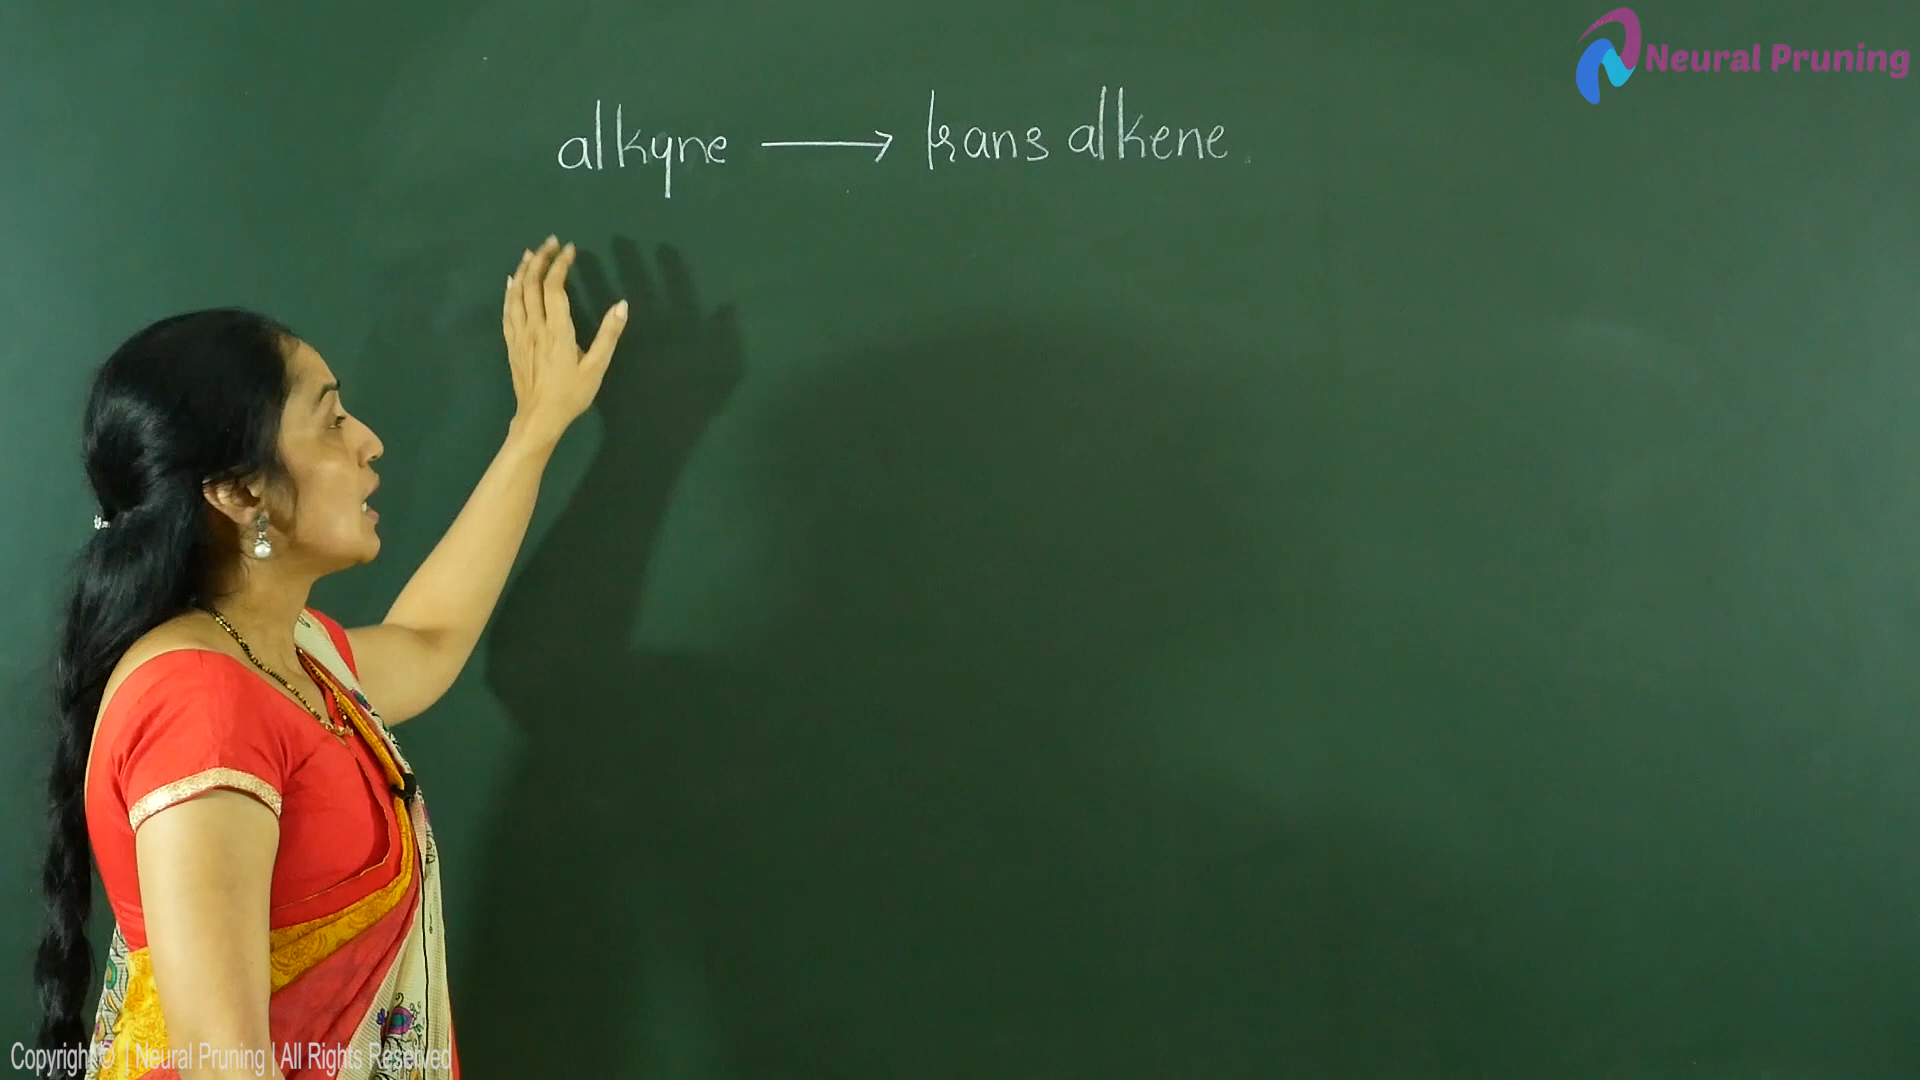 Neural Pruning
alkyne → trans alkene
Copyright © | Neural Pruning | All Rights Reserved